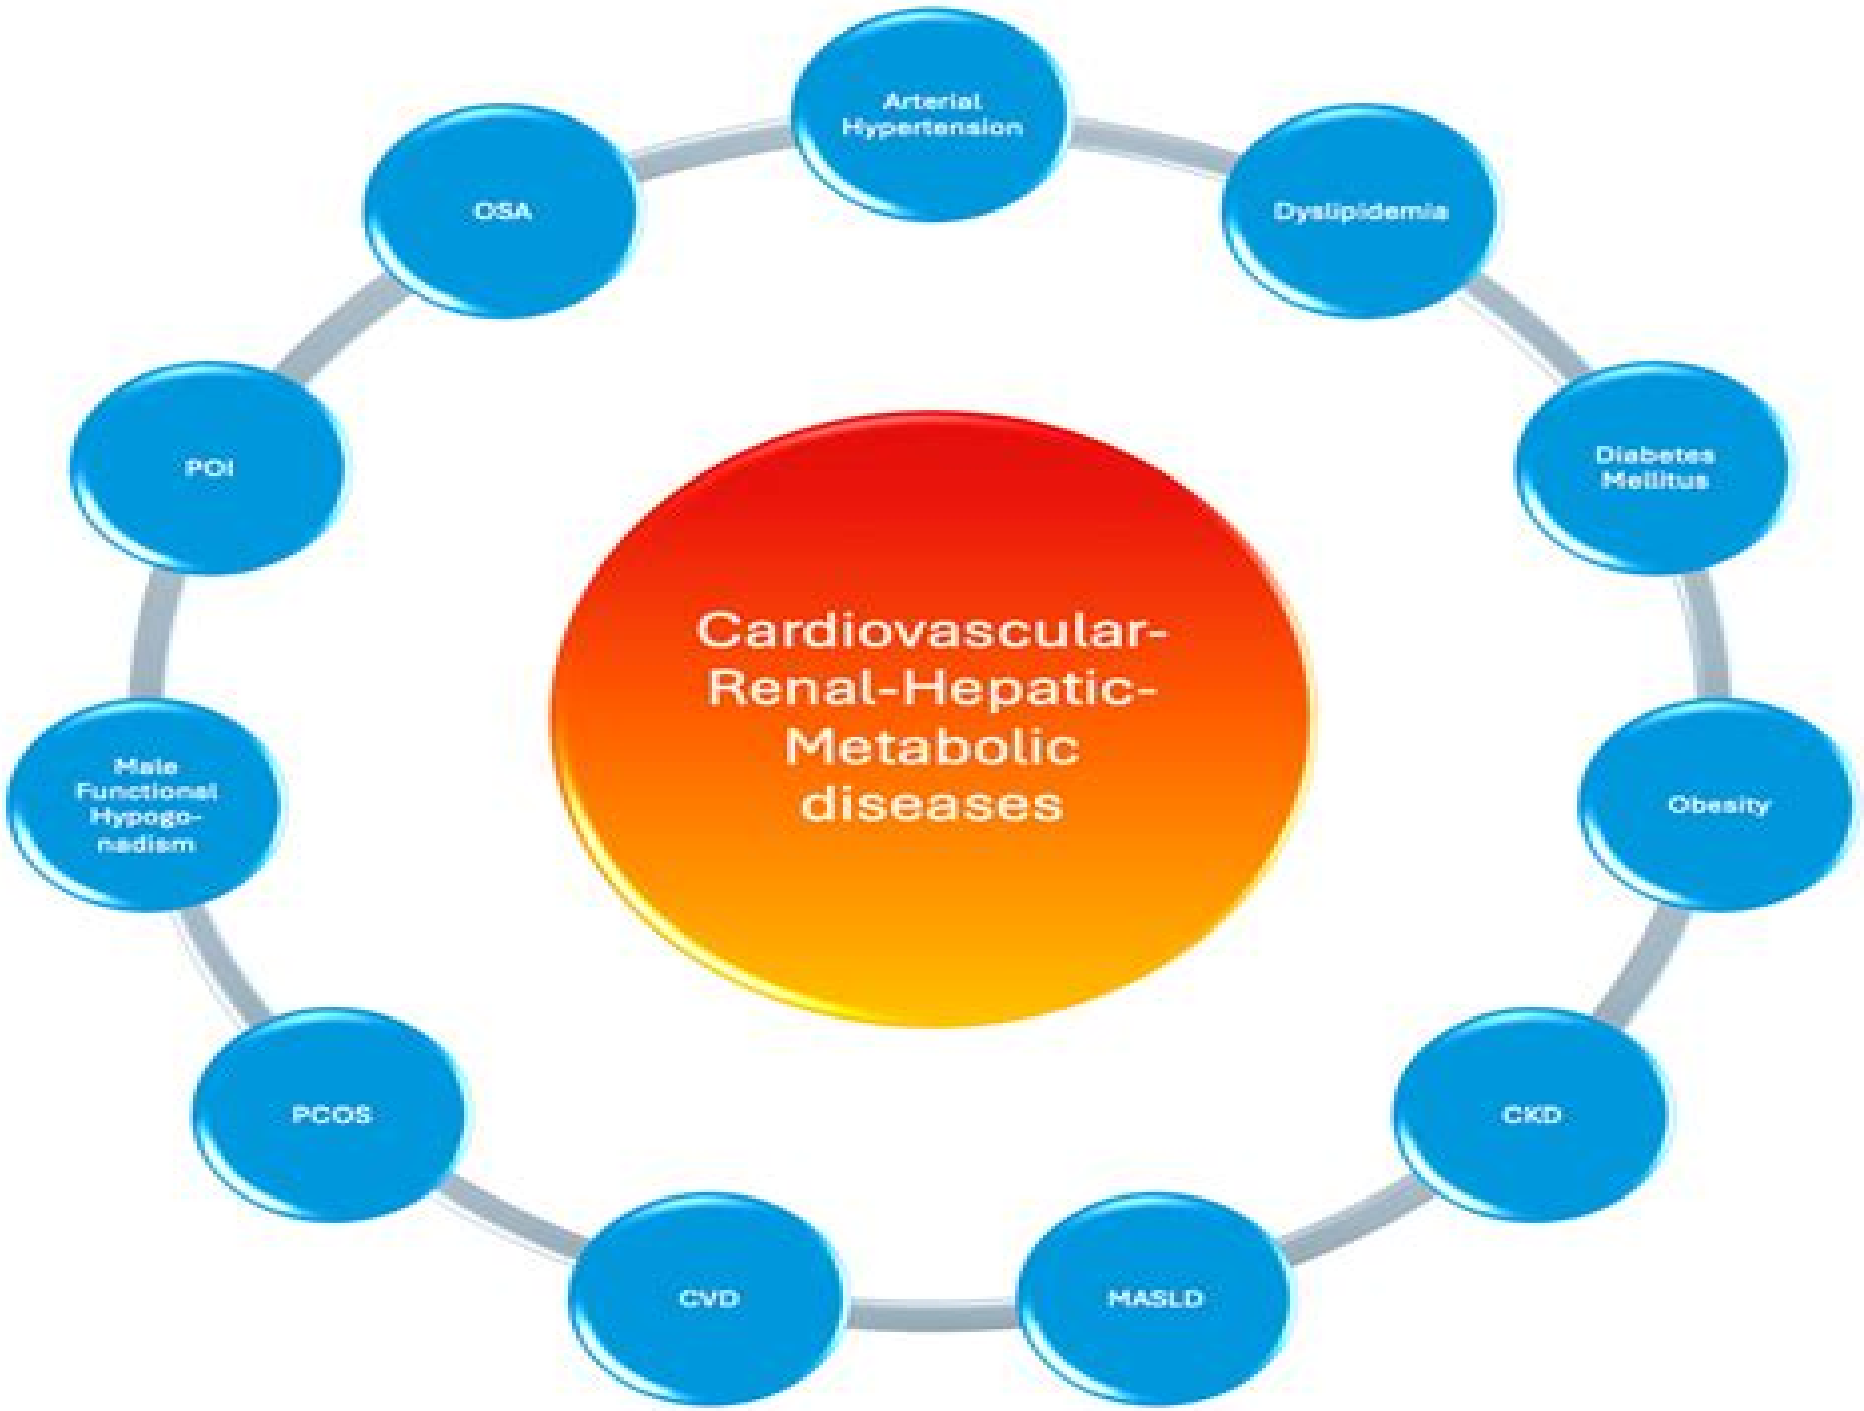 Arterial
Hypertension
Dyslipidemia
Diabetes
Mellitus
Obesity
CKD
MASLD
CVD
PCOS
Male
Functional
Hypogo-
nadism
POI
OSA
Cardiovascular-
Renal-Hepatic-
Metabolic
diseases